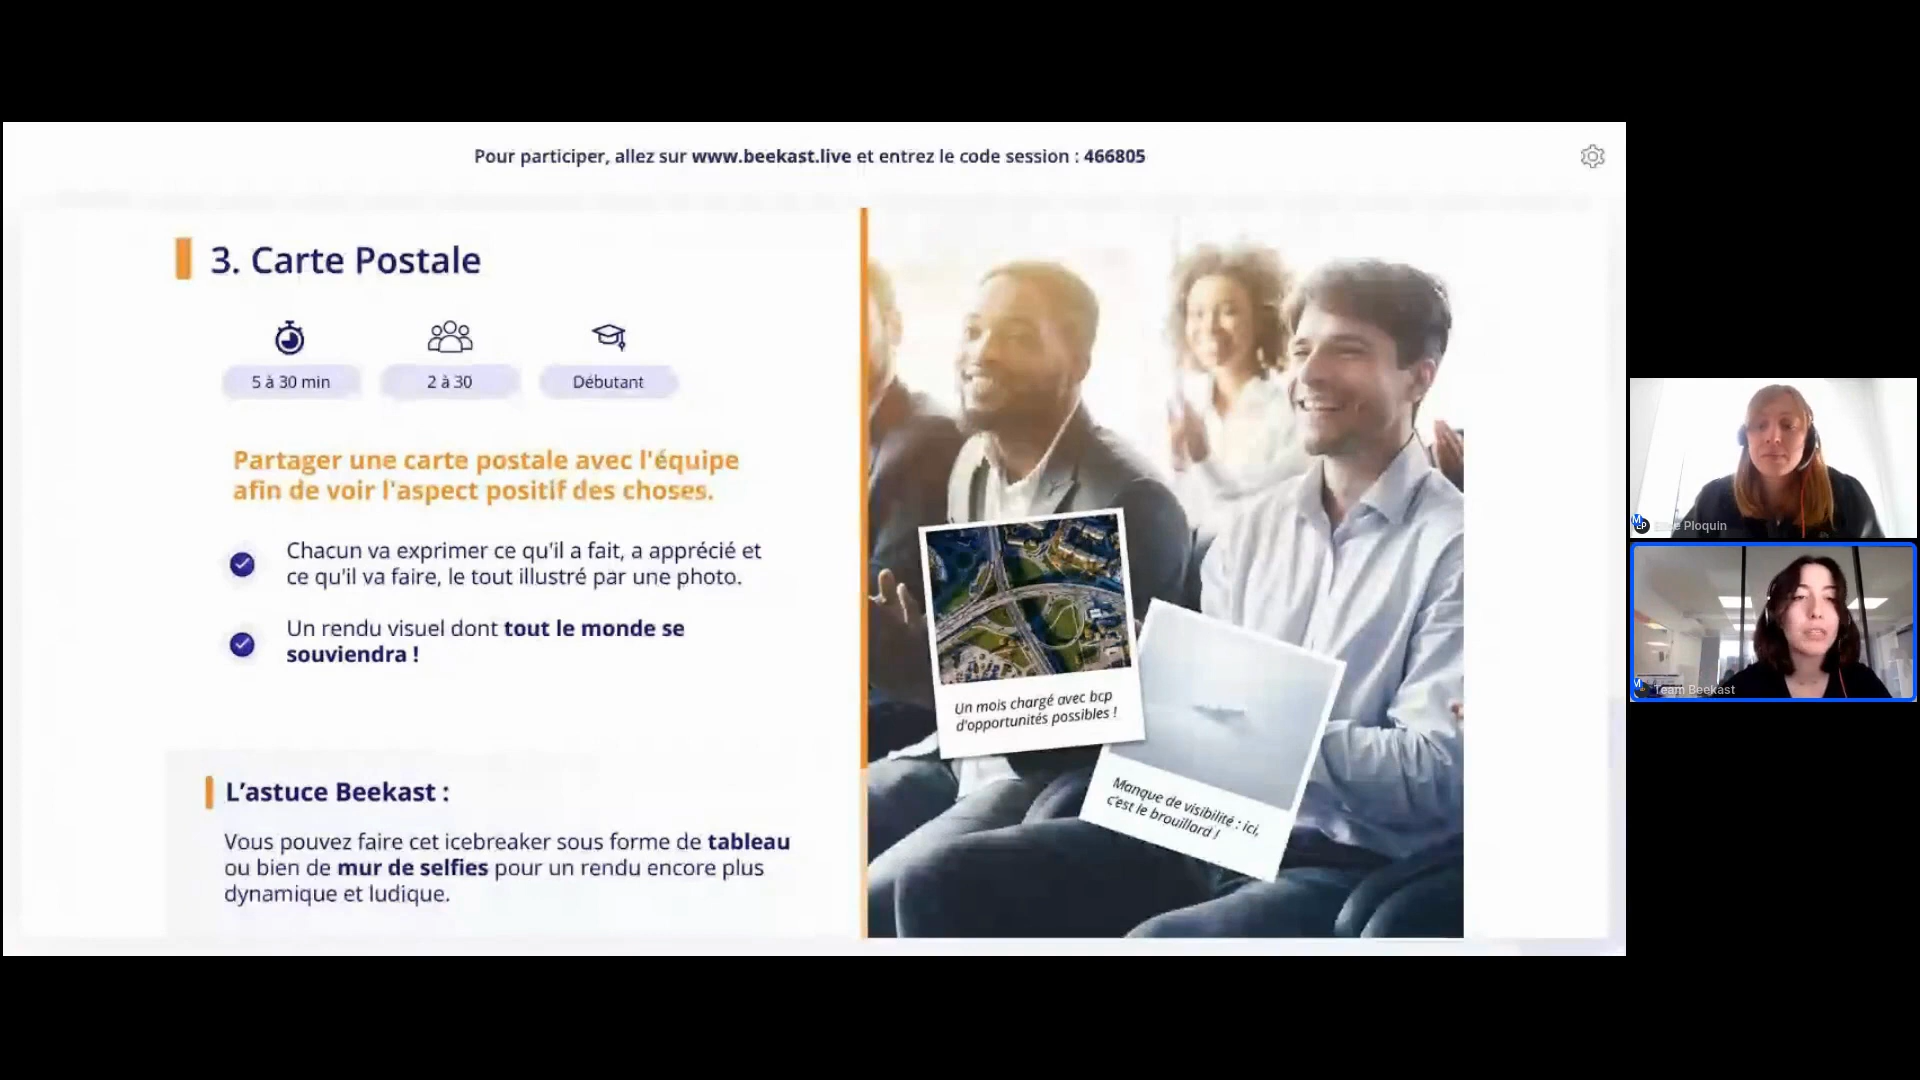 Pour participer, allez sur www.beekast.live et entrez le code session : 466805
3. Carte Postale
5 à 30 min
2 à 30
Débutant
Partager une carte postale avec l'équipe
afin de voir l'aspect positif des choses.
Chacun va exprimer ce qu'il a fait, a apprécié et
ce qu'il va faire, le tout illustré par une photo.
Un rendu visuel dont tout le monde se
souviendra !
L'astuce Beekast :
Vous pouvez faire cet icebreaker sous forme de tableau
ou bien de mur de selfies pour un rendu encore plus
dynamique et ludique.
Un mois chargé avec bcp
d'opportunités possibles !
Manque de visibilité : ici,
c'est le brouillard !
Ploquin
Team Beekast